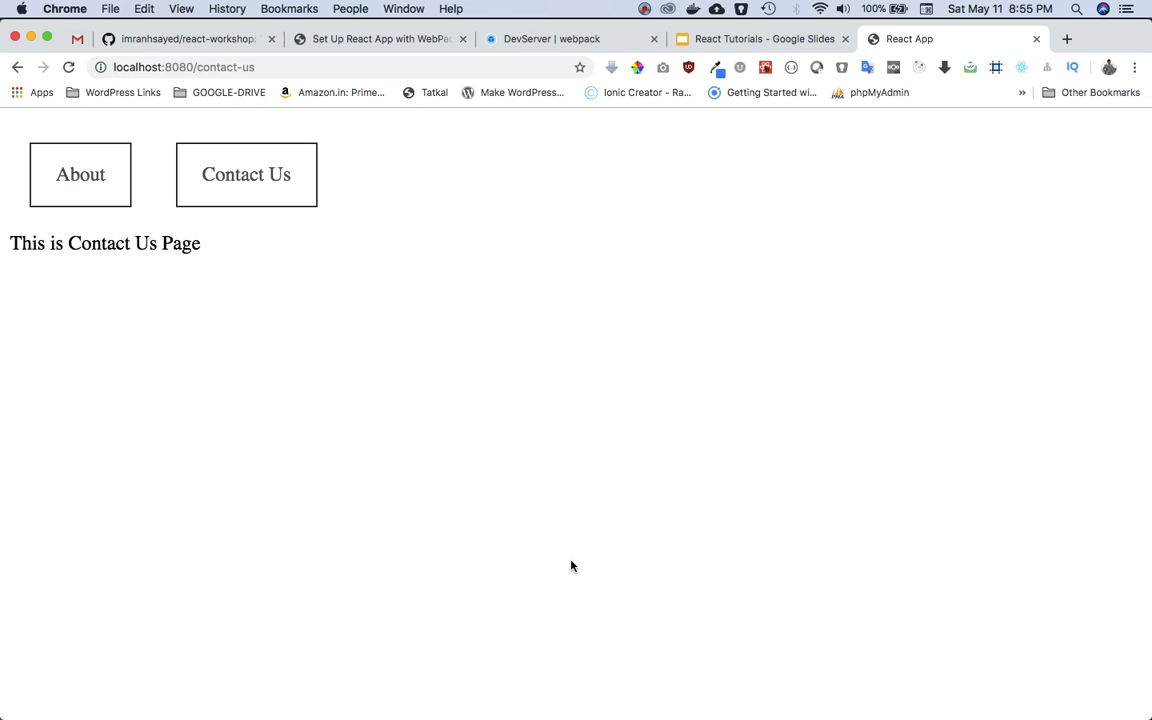 Chrome File Edit View History Bookmarks People Window Help 100% Sat May 11 8:55 PM
imranhsayed/react-workshop: Set Up React App with WebPac DevServer | webpack React Tutorials - Google Slides React App
localhost:8080/contact-us
Apps WordPress Links GOOGLE-DRIVE Amazon.in: Prime... Tatkal Make WordPress... Ionic Creator - Ra... Getting Started wi... phpMyAdmin » Other Bookmarks
About Contact Us
This is Contact Us Page